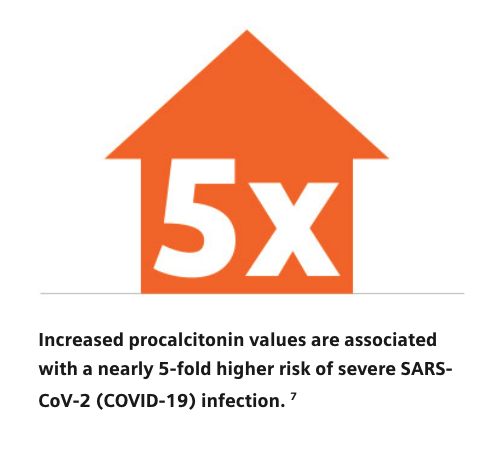 5x
Increased procalcitonin values are associated
with a nearly 5-fold higher risk of severe SARS-
CoV-2 (COVID-19) infection. 7